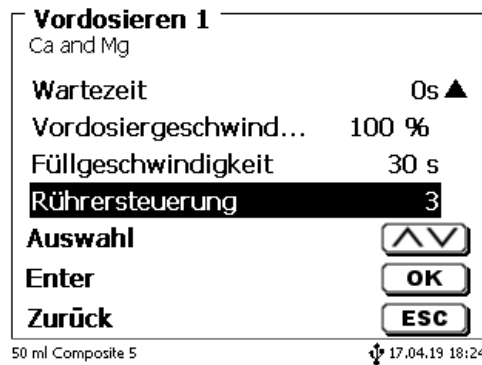 Vordosieren 1
Ca and Mg
Wartezeit 0s
Vordosiergeschwind... 100 %
Füllgeschwindigkeit 30 s
Rührersteuerung 3
Auswahl
Enter OK
Zurück ESC
50 ml Composite 5 17.04.19 18:24